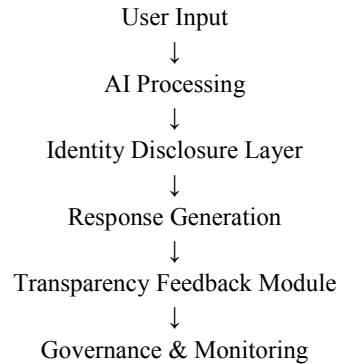 User Input
↓
AI Processing
↓
Identity Disclosure Layer
↓
Response Generation
↓
Transparency Feedback Module
↓
Governance & Monitoring